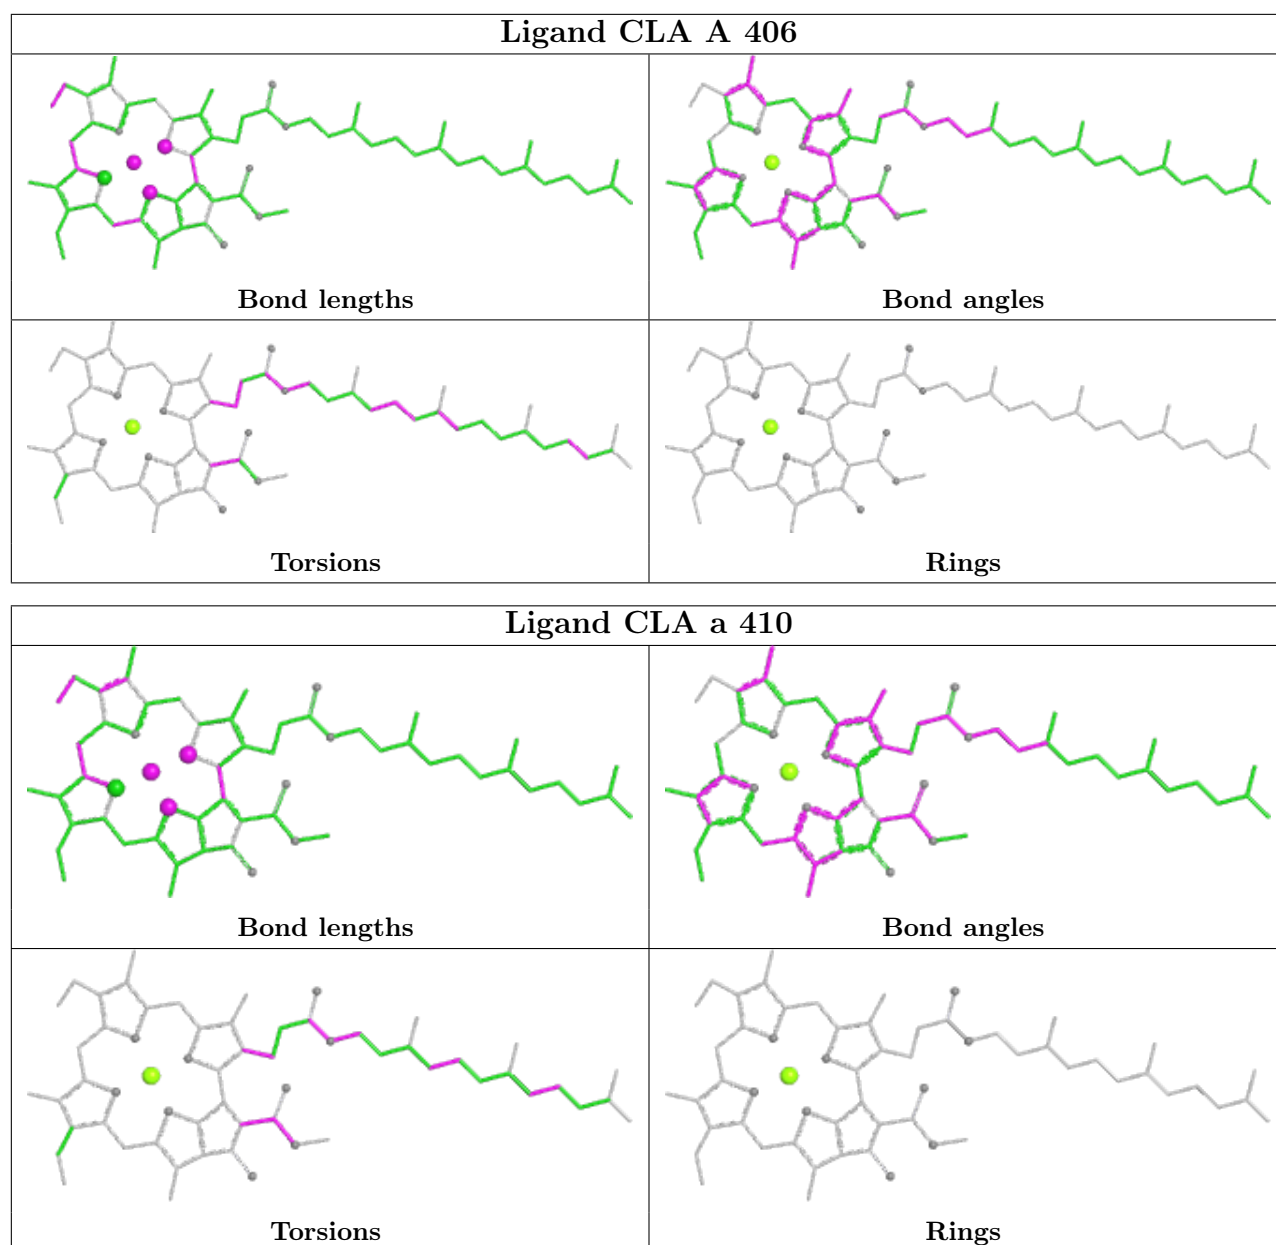 Ligand CLA A 406
Bond lengths
Bond angles
Torsions
Rings
Ligand CLA a 410
Bond lengths
Bond angles
Torsions
Rings